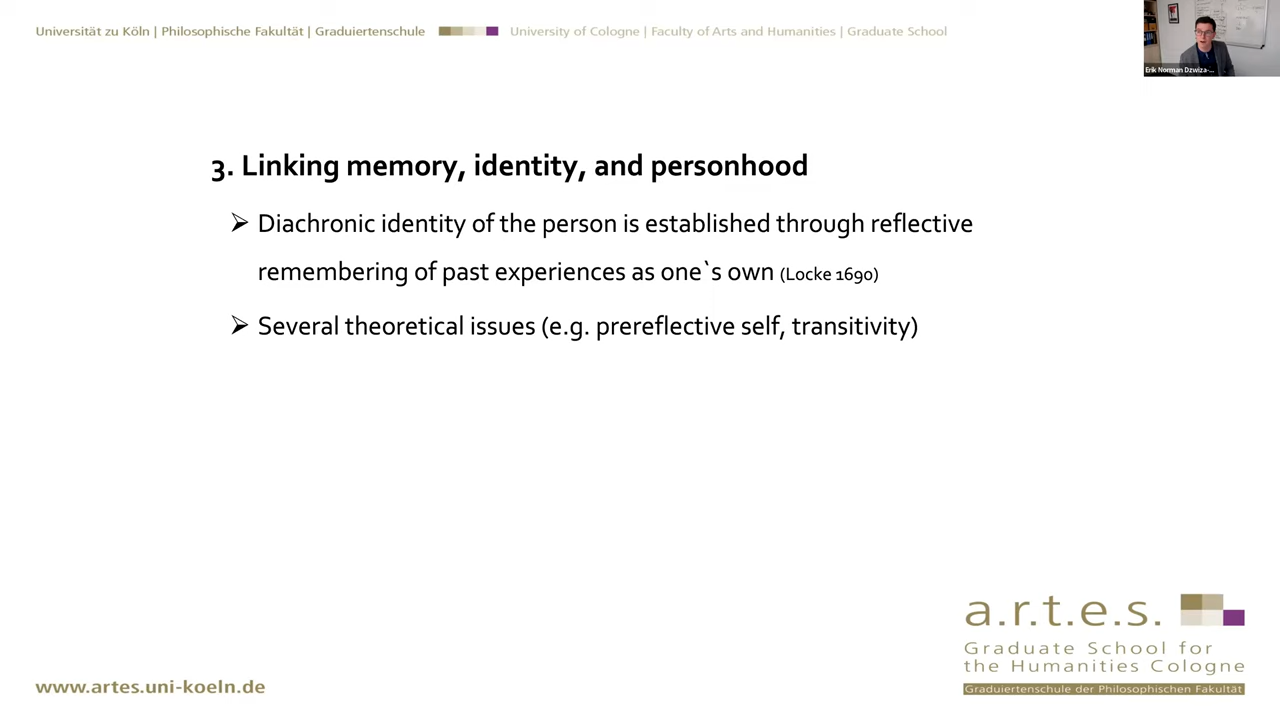 Universität zu Köln | Philosophische Fakultät | Graduiertenschule
University of Cologne | Faculty of Arts and Humanities | Graduate School
Erik Norman Dzwiza-...
3. Linking memory, identity, and personhood
➢ Diachronic identity of the person is established through reflective
remembering of past experiences as one`s own (Locke 1690)
➢ Several theoretical issues (e.g. prereflective self, transitivity)
a.r.t.e.s.
Graduate School for
the Humanities Cologne
Graduiertenschule der Philosophischen Fakultät
www.artes.uni-koeln.de